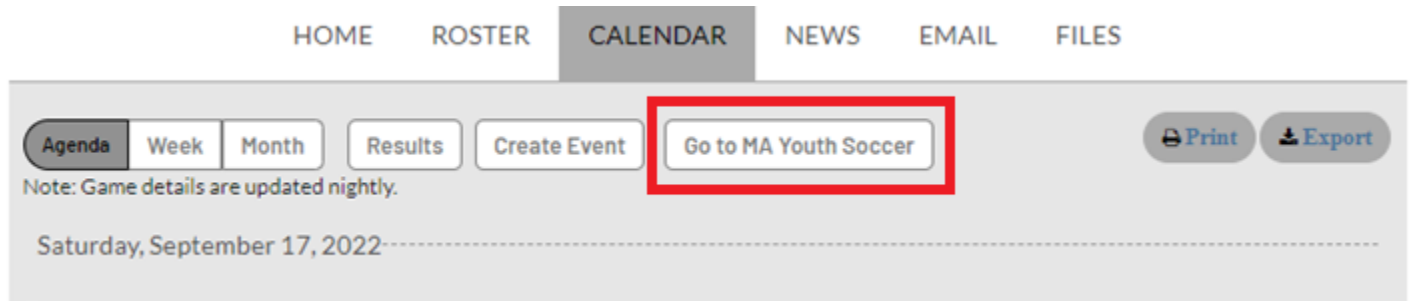 HOME ROSTER CALENDAR NEWS EMAIL FILES
Agenda Week Month Results Create Event Go to MA Youth Soccer Print Export
Note: Game details are updated nightly.
Saturday, September 17, 2022